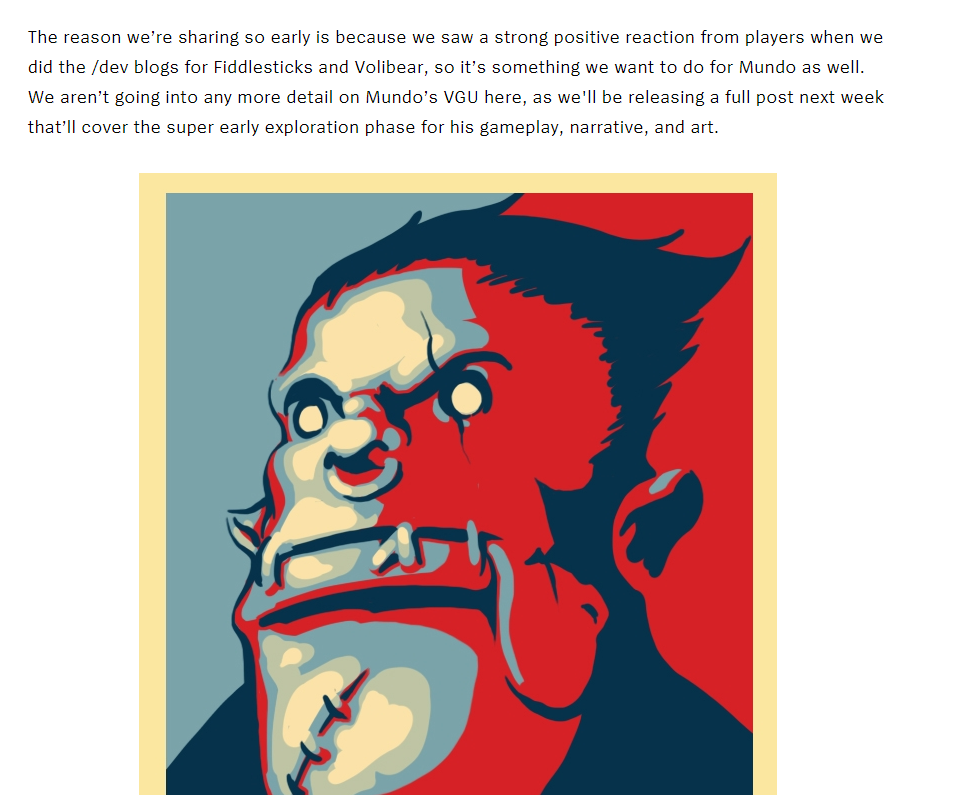 The reason we’re sharing so early is because we saw a strong positive reaction from players when we
did the /dev blogs for Fiddlesticks and Volibear, so it’s something we want to do for Mundo as well.
We aren’t going into any more detail on Mundo’s VGU here, as we'll be releasing a full post next week
that’ll cover the super early exploration phase for his gameplay, narrative, and art.